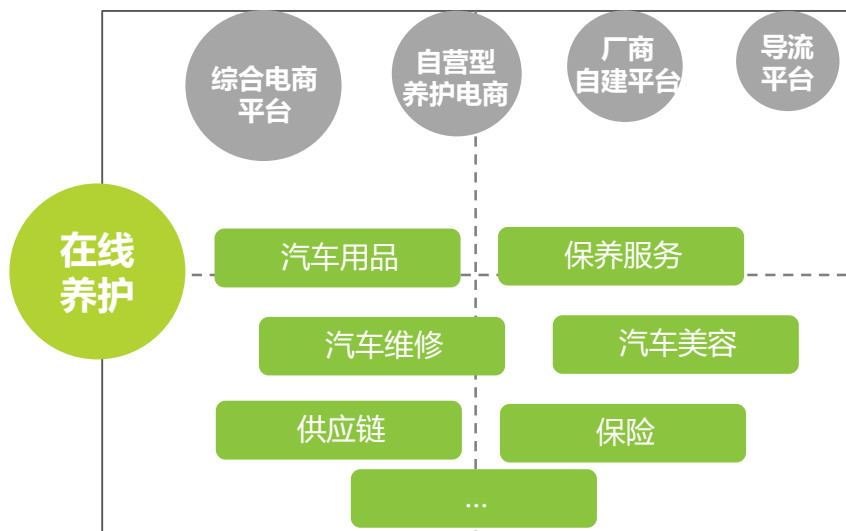 综合电商
平台
自营型
养护电商
厂商
自建平台
导流
平台
在线
养护
汽车用品
保养服务
汽车维修
汽车美容
供应链
保险
...